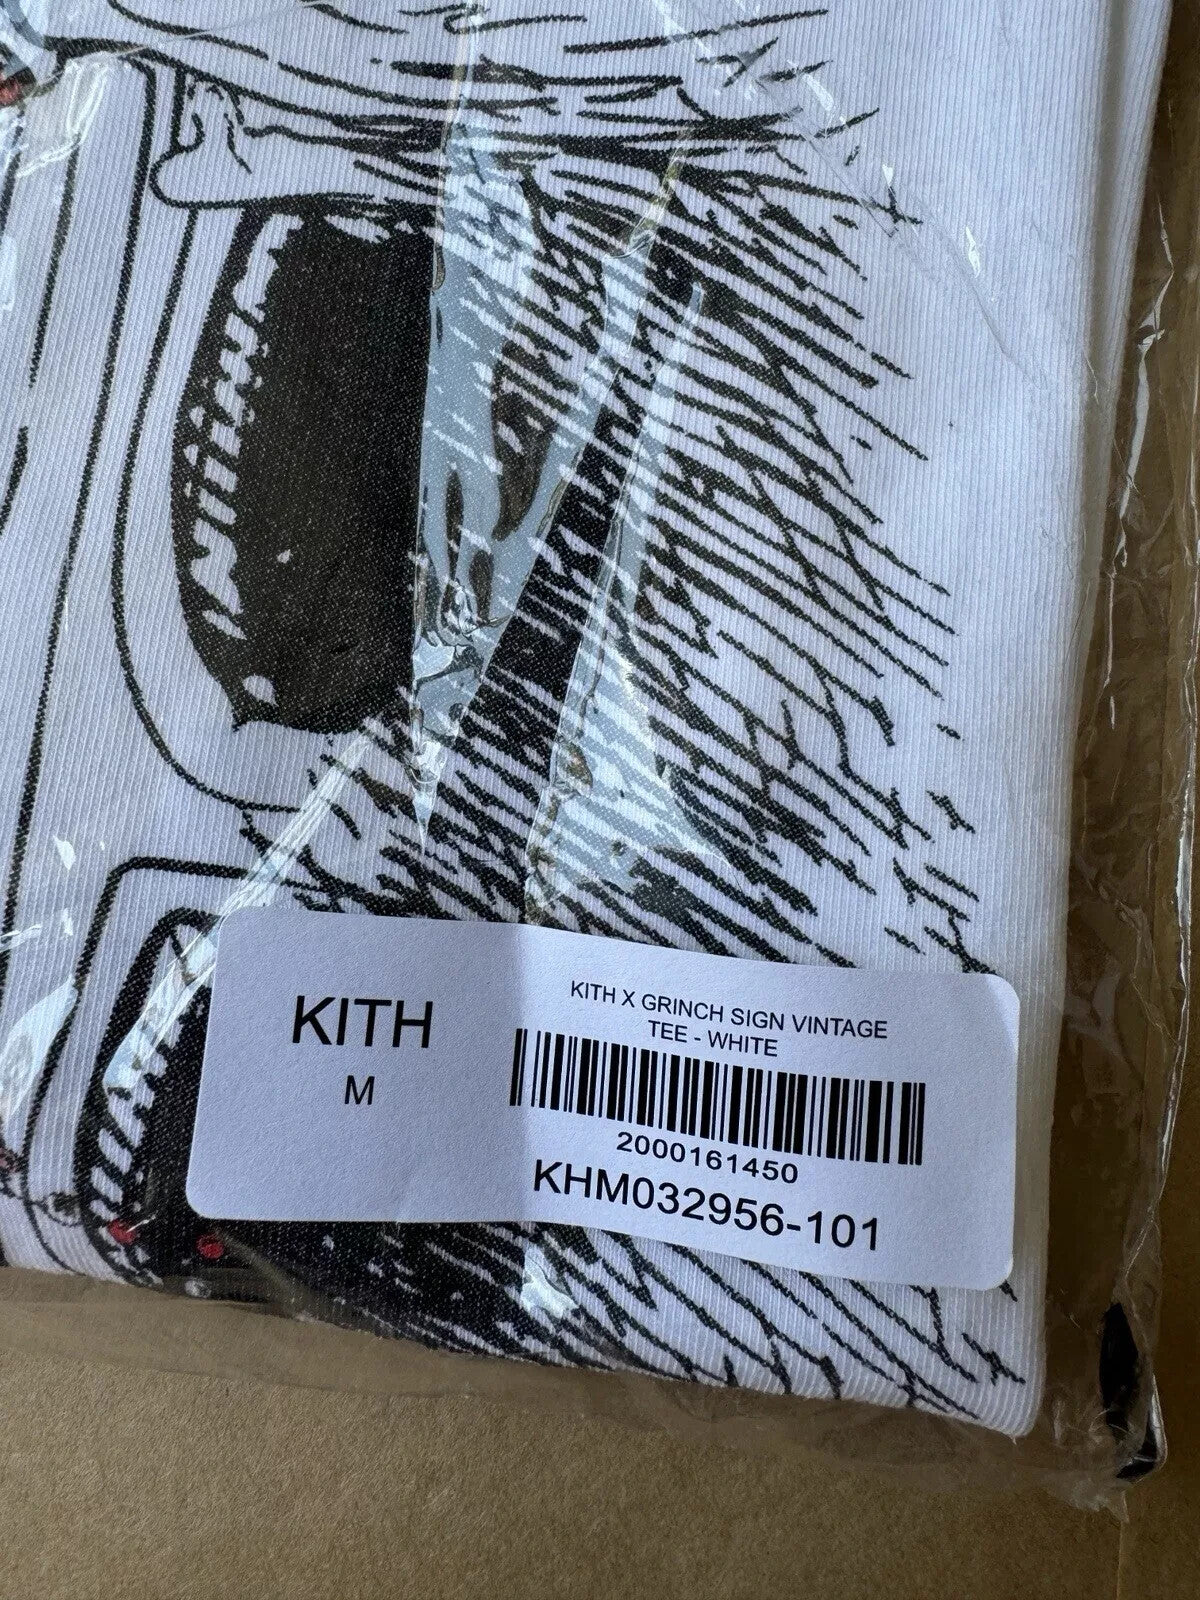 KITH
M
KITH X GRINCH SIGN VINTAGE
TEE - WHITE
2000161450
KHM032956-101